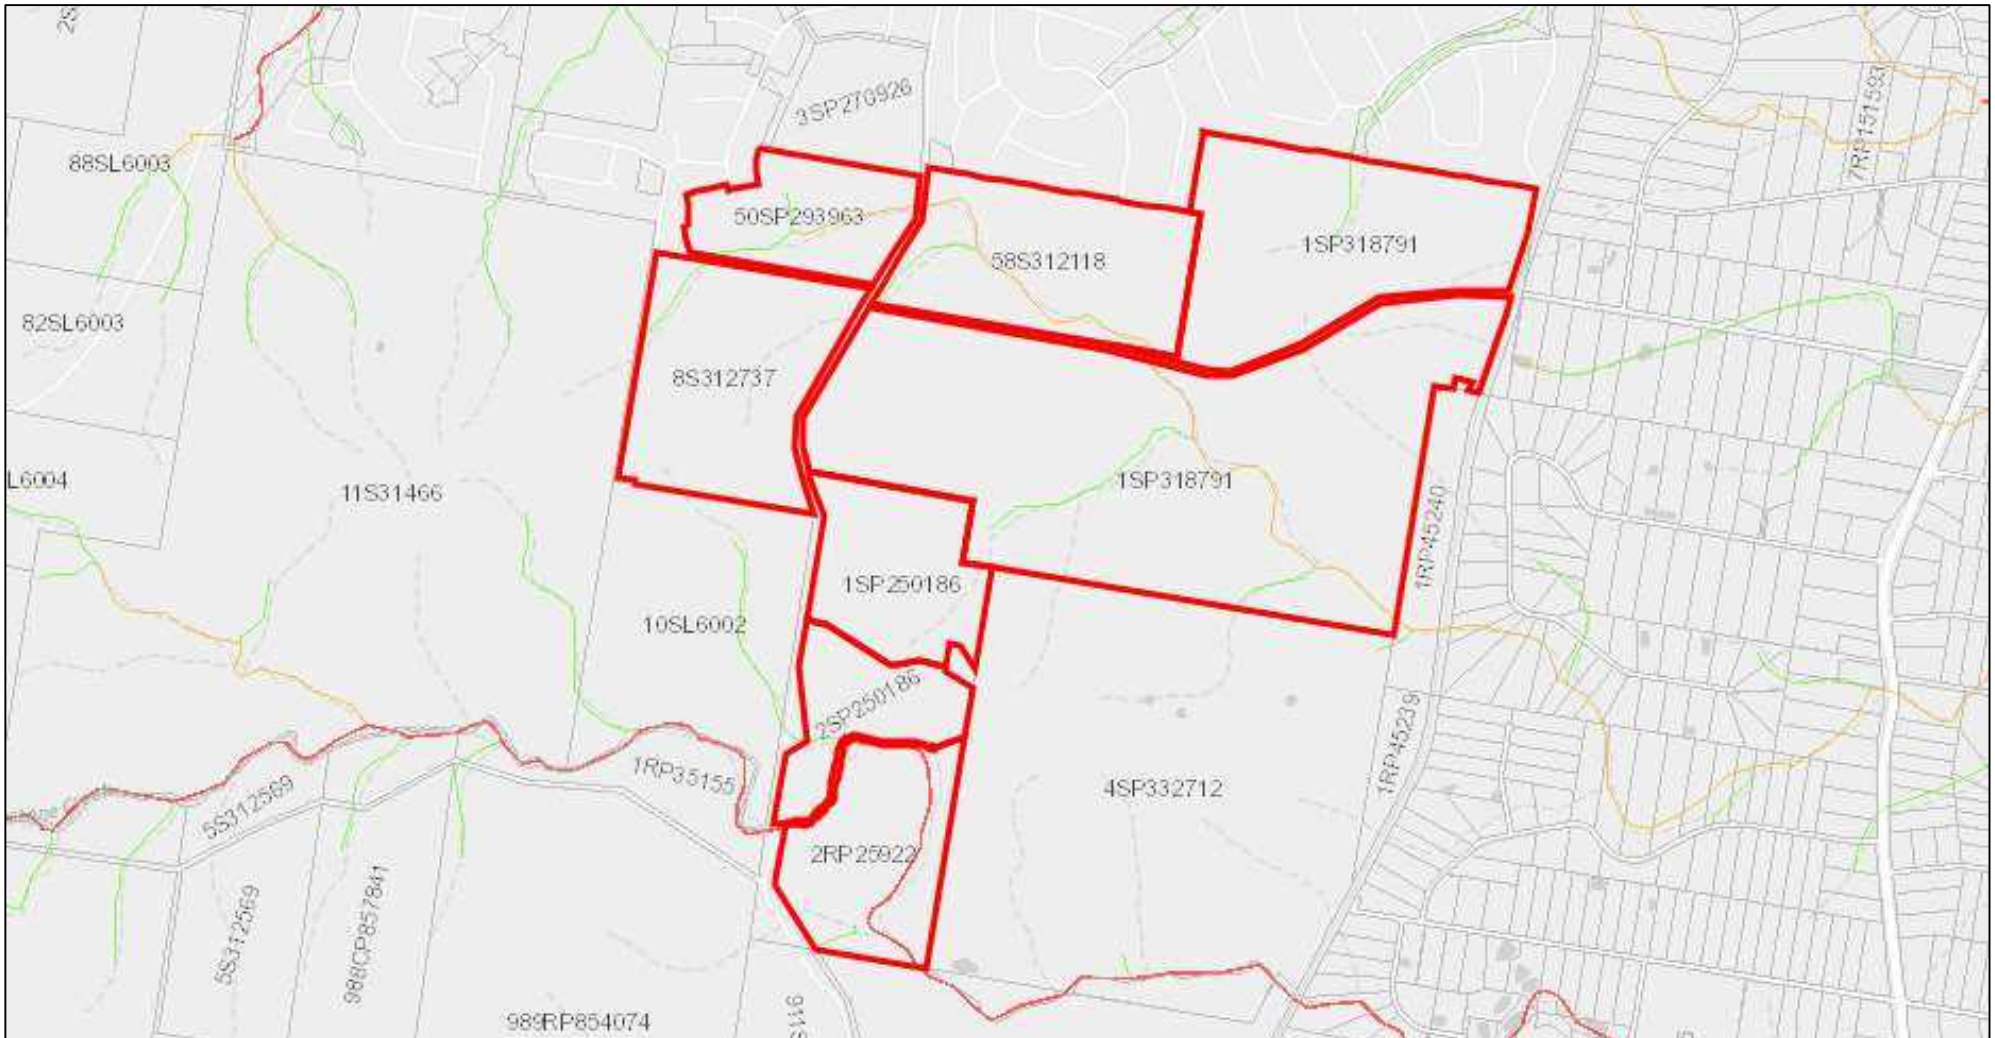 3SP270926
7RP151593
88SL6003
50SP293963
1SP318791
58S312118
82SL6003
8S312737
L6004
11S31466
1SP318791
1RP45240
1SP250186
10SL6002
2SP250186
1RP45239
1RP35155
4SP332712
5S312569
2RP25922
5S312569
988CP857841
989RP854074